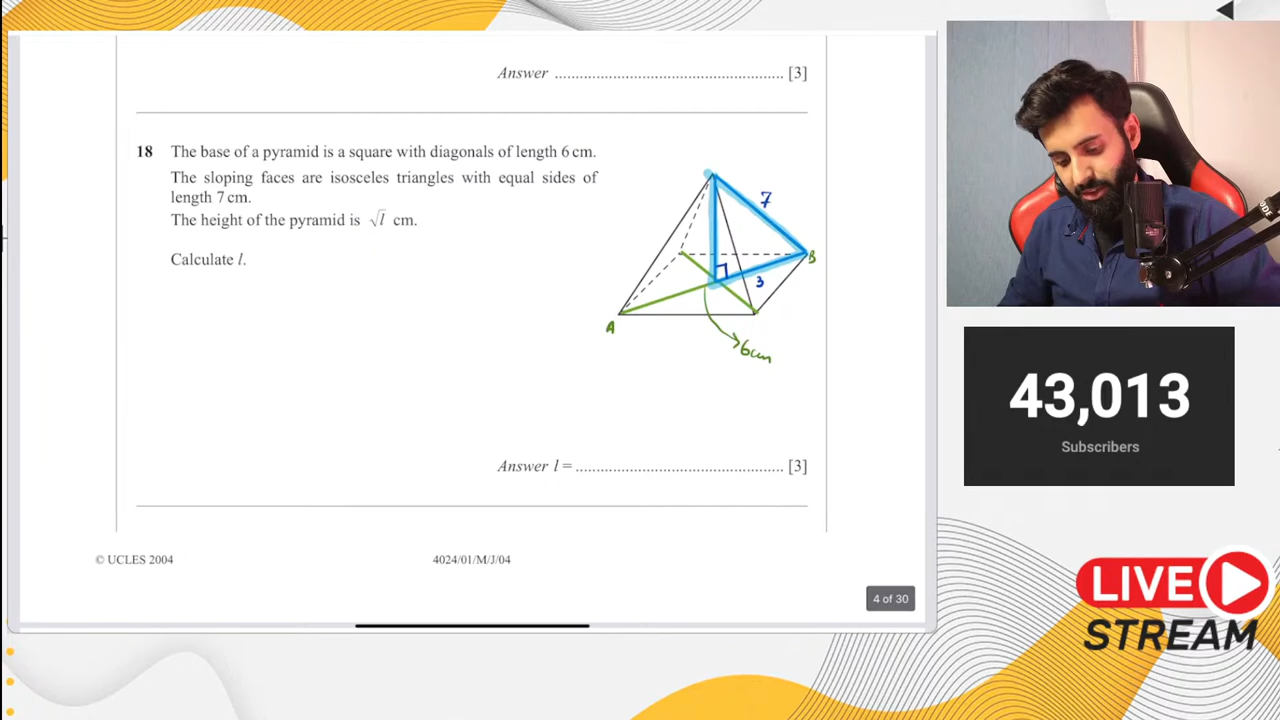 Answer ........................................................ [3]
18 The base of a pyramid is a square with diagonals of length 6 cm.
The sloping faces are isosceles triangles with equal sides of
length 7 cm.
The height of the pyramid is √l cm.
Calculate l.
7
B
3
A
6cm
Answer l = .................................................... [3]
© UCLES 2004
4024/01/M/J/04
4 of 30
43,013
Subscribers
LIVE
STREAM